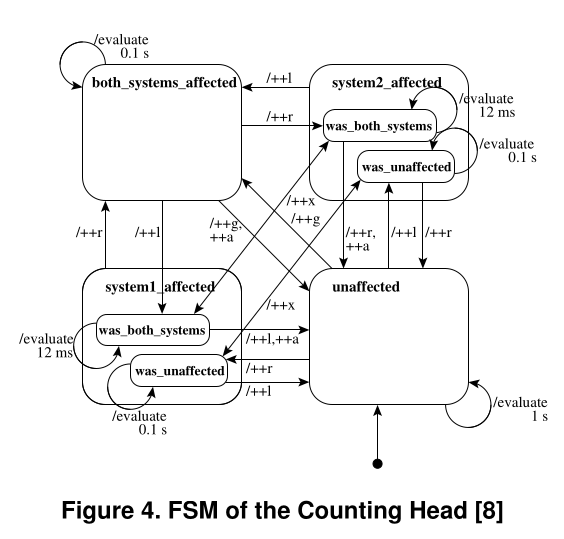 /evaluate
0.1 s
both_systems_affected
/++l
system2_affected
/evaluate
12 ms
/++r
was_both_systems
/evaluate
0.1 s
was_unaffected
/++x
/++g
/++g,
++a
/++r
/++l
/++r,
++a
/++l
/++r
system1_affected
unaffected
/++x
was_both_systems
/evaluate
12 ms
/++l,++a
was_unaffected
/++r
/++l
/evaluate
0.1 s
/evaluate
1 s
Figure 4. FSM of the Counting Head [8]